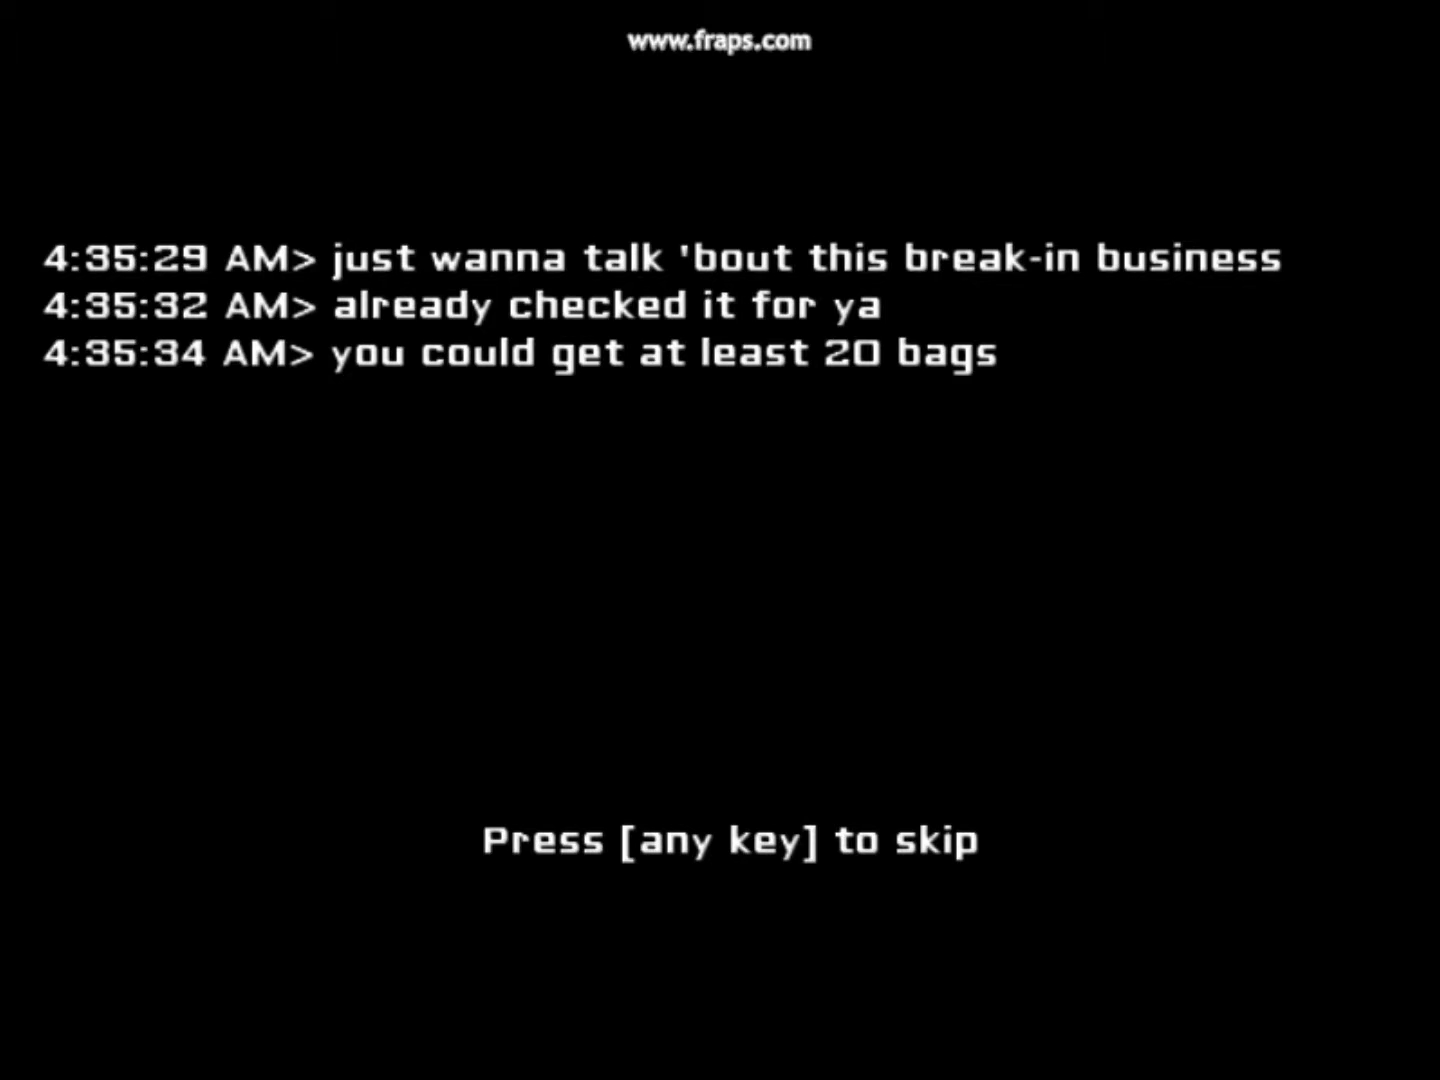 www.fraps.com
4:35:29 AM> just wanna talk 'bout this break-in business
4:35:32 AM> already checked it for ya
4:35:34 AM> you could get at least 20 bags
Press [any key] to skip